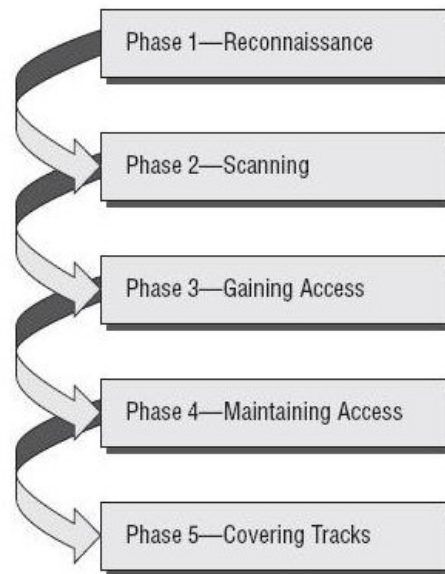 Phase 1—Reconnaissance
Phase 2—Scanning
Phase 3—Gaining Access
Phase 4—Maintaining Access
Phase 5—Covering Tracks